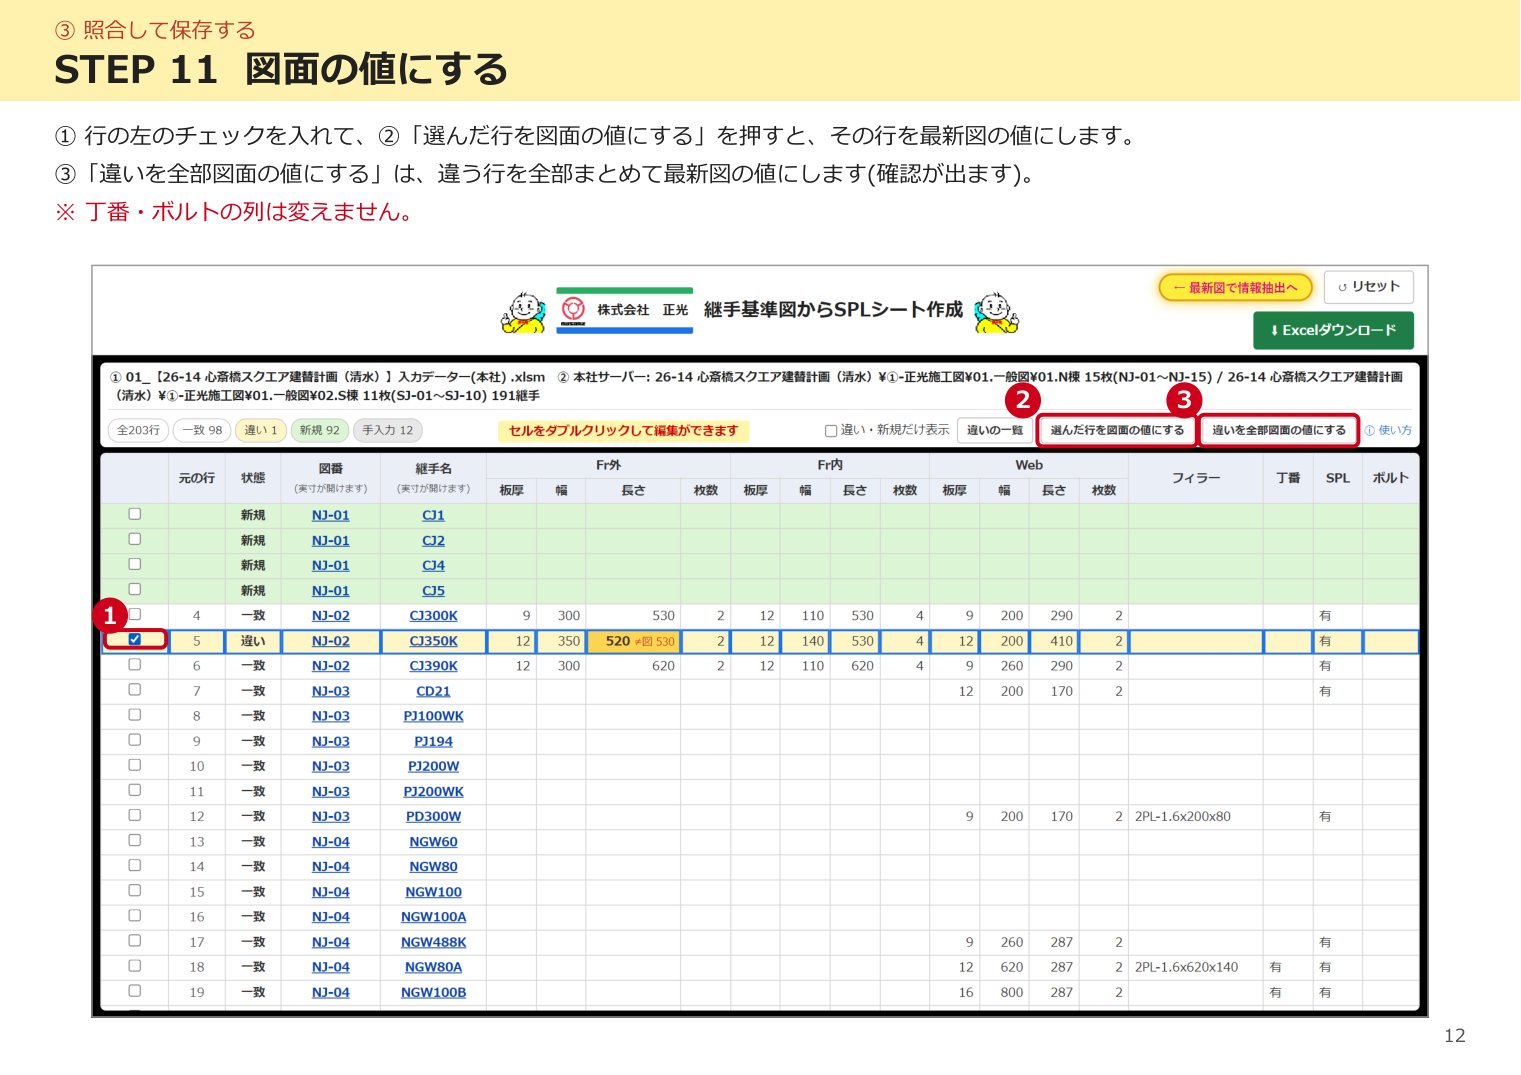 ③ 照合して保存する
STEP 11 図面の値にする
① 行の左のチェックを入れて、②「選んだ行を図面の値にする」を押すと、その行を最新図の値にします。
③「違いを全部図面の値にする」は、違う行を全部まとめて最新図の値にします(確認が出ます)。
※ 丁番・ボルトの列は変えません。
株式会社 正光 継手基準図からSPLシート作成
← 最新図で情報抽出へ ↺ リセット
⬇ Excelダウンロード
① 01_【26-14 心斎橋スクエア建替計画（清水）】入力データー(本社) .xlsm ② 本社サーバー: 26-14 心斎橋スクエア建替計画（清水）¥①-正光施工図¥01.一般図¥01.N棟 15枚(NJ-01～NJ-15) / 26-14 心斎橋スクエア建替計画
（清水）¥①-正光施工図¥01.一般図¥02.S棟 11枚(SJ-01～SJ-10) 191継手
2 3
全203行 一致 98 違い 1 新規 92 手入力 12 セルをダブルクリックして編集ができます 違い・新規だけ表示 違いの一覧 選んだ行を図面の値にする 違いを全部図面の値にする ⓘ 使い方
元の行 状態 図番 (実寸が開けます) 継手名 (実寸が開けます) Fr外 Fr内 Web フィラー 丁番 SPL ボルト
板厚 幅 長さ 枚数 板厚 幅 長さ 枚数 板厚 幅 長さ 枚数
新規 NJ-01 CJ1
新規 NJ-01 CJ2
新規 NJ-01 CJ4
新規 NJ-01 CJ5
1
4 一致 NJ-02 CJ300K 9 300 530 2 12 110 530 4 9 200 290 2 有
5 違い NJ-02 CJ350K 12 350 520 ≠図 530 2 12 140 530 4 12 200 410 2 有
6 一致 NJ-02 CJ390K 12 300 620 2 12 110 620 4 9 260 290 2 有
7 一致 NJ-03 CD21 12 200 170 2 有
8 一致 NJ-03 PJ100WK
9 一致 NJ-03 PJ194
10 一致 NJ-03 PJ200W
11 一致 NJ-03 PJ200WK
12 一致 NJ-03 PD300W 9 200 170 2 2PL-1.6x200x80 有
13 一致 NJ-04 NGW60
14 一致 NJ-04 NGW80
15 一致 NJ-04 NGW100
16 一致 NJ-04 NGW100A
17 一致 NJ-04 NGW488K 9 260 287 2 有
18 一致 NJ-04 NGW80A 12 620 287 2 2PL-1.6x620x140 有 有
19 一致 NJ-04 NGW100B 16 800 287 2 有 有
12